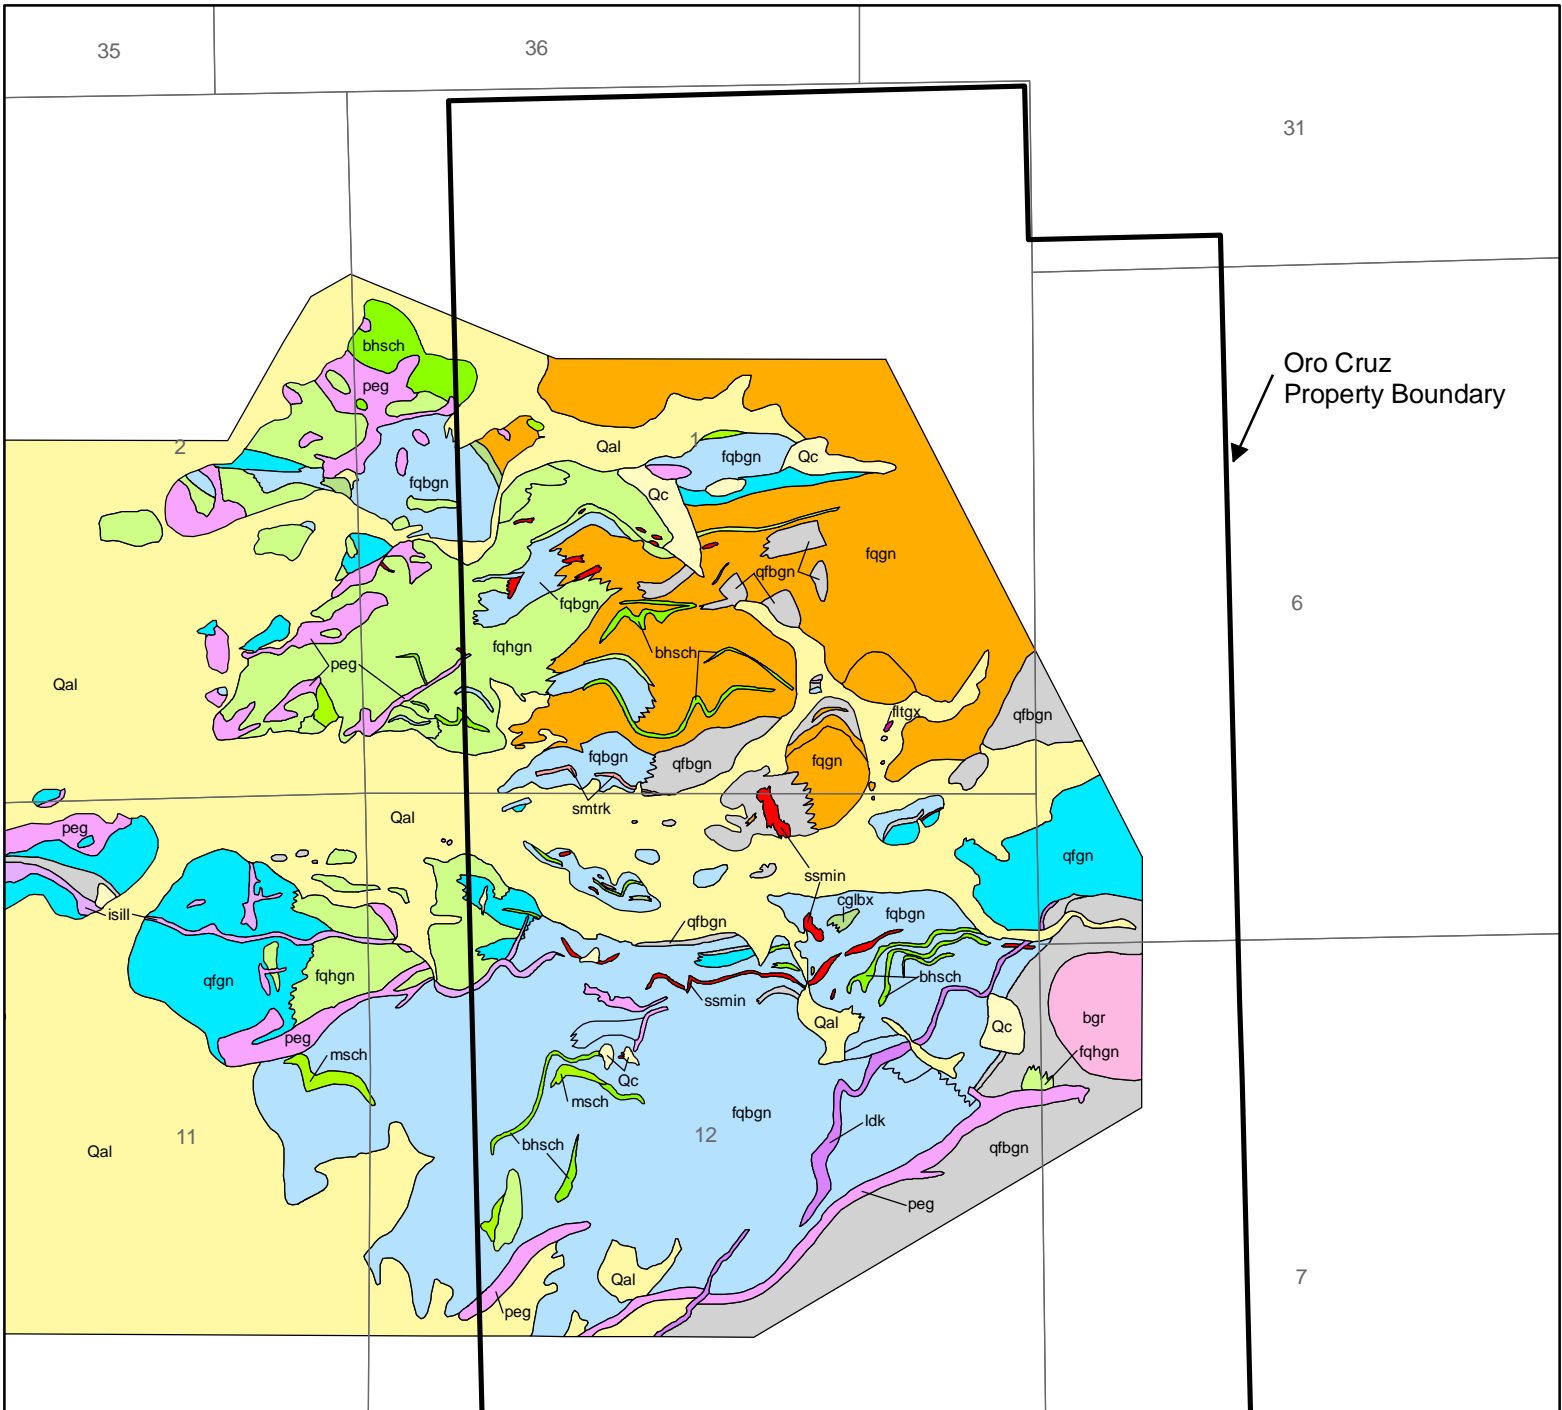 35
36
31
Oro Cruz
Property Boundary
bhsch
peg
2
1
Qal
fqbgn
Qc
fqbgn
Qc
fqgn
qfbgn
fqbgn
6
fqhgn
bhsch
peg
Qal
fltgx
qfbgn
fqbgn
qfbgn
fqgn
smtrk
Qal
peg
qfgn
ssmin
cglbx
isill
fqbgn
qfbgn
qfgn
fqhgn
bhsch
ssmin
Qal
Qc
bgr
peg
msch
fqhgn
Qc
msch
fqbgn
ldk
11
12
bhsch
qfbgn
Qal
peg
Qal
7
peg